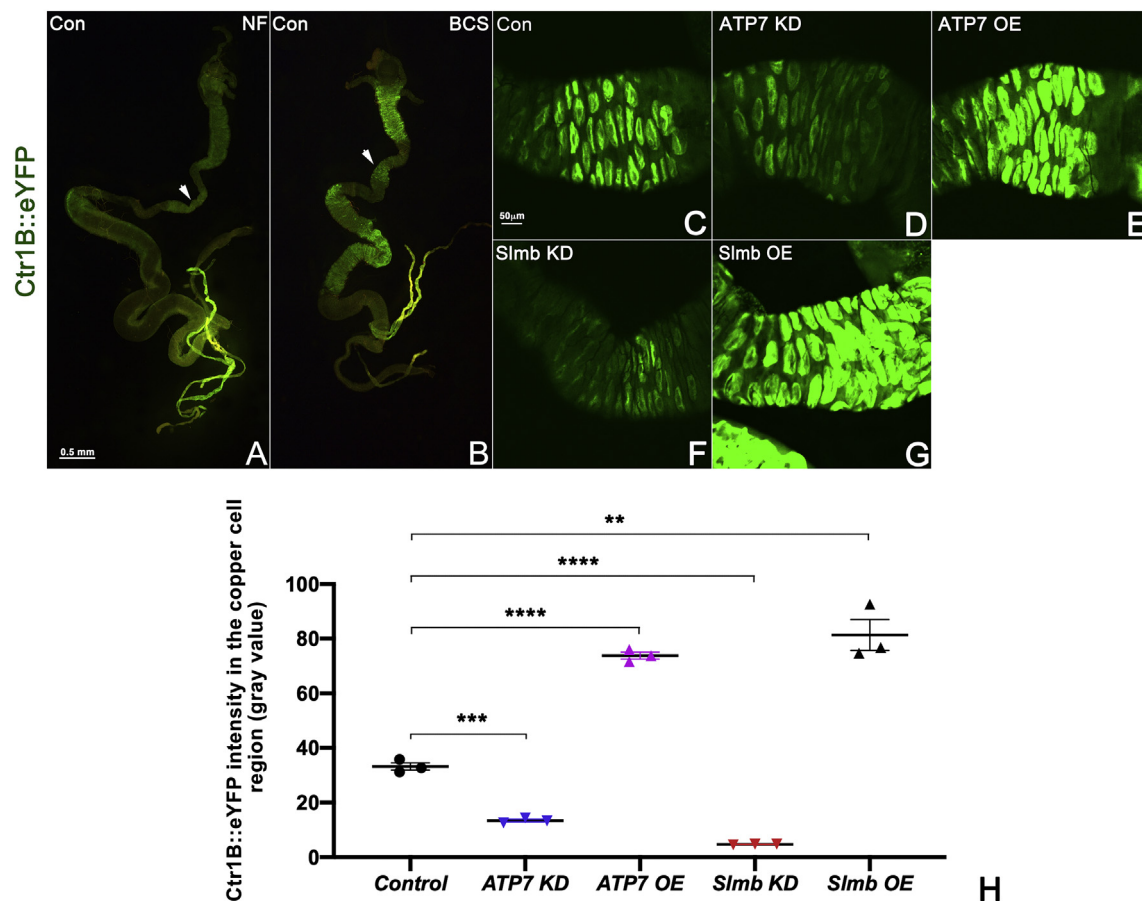 Con NF
Con BCS
Con
ATP7 KD
ATP7 OE
Ctr1B::eYFP
0.5 mm
A
B
50µm
C
D
E
Slmb KD
Slmb OE
F
G
Ctr1B::eYFP intensity in the copper cell
region (gray value)
**
****
****
***
100
80
60
40
20
0
Control ATP7 KD ATP7 OE Slmb KD Slmb OE
H